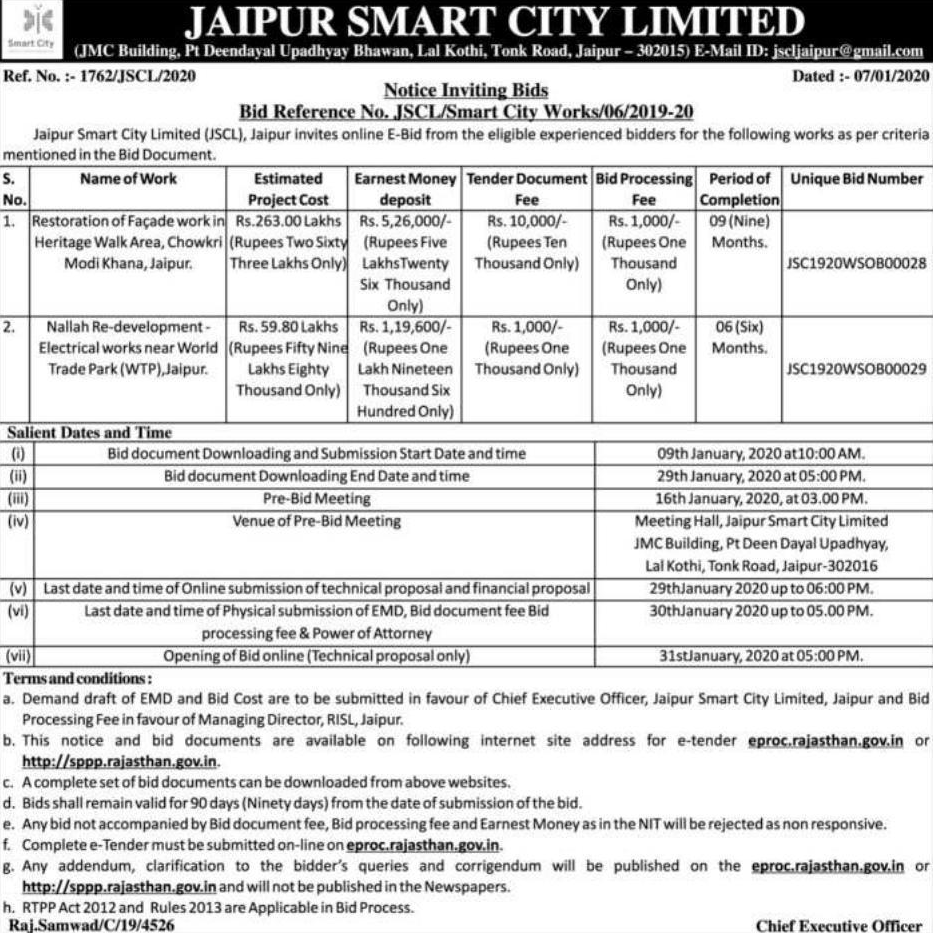 Smart City
JAIPUR SMART CITY LIMITED
(JMC Building, Pt Deendayal Upadhyay Bhawan, Lal Kothi, Tonk Road, Jaipur – 302015) E-Mail ID: jscljaipur@gmail.com
Ref. No. :- 1762/JSCL/2020 Dated :- 07/01/2020
Notice Inviting Bids
Bid Reference No. JSCL/Smart City Works/06/2019-20
Jaipur Smart City Limited (JSCL), Jaipur invites online E-Bid from the eligible experienced bidders for the following works as per criteria
mentioned in the Bid Document.
S. Name of Work Estimated Earnest Money Tender Document Bid Processing Period of Unique Bid Number
No. Project Cost deposit Fee Fee Completion
1. Restoration of Façade work in Rs.263.00 Lakhs Rs. 5,26,000/- Rs. 10,000/- Rs. 1,000/- 09 (Nine)
Heritage Walk Area, Chowkri (Rupees Two Sixty (Rupees Five (Rupees Ten (Rupees One Months.
Modi Khana, Jaipur. Three Lakhs Only) LakhsTwenty Thousand Only) Thousand JSC1920WSOB00028
Six Thousand Only)
Only)
2. Nallah Re-development - Rs. 59.80 Lakhs Rs. 1,19,600/- Rs. 1,000/- Rs. 1,000/- 06 (Six)
Electrical works near World (Rupees Fifty Nine (Rupees One (Rupees One (Rupees One Months.
Trade Park (WTP),Jaipur. Lakhs Eighty Lakh Nineteen Thousand Only) Thousand JSC1920WSOB00029
Thousand Only) Thousand Six Only)
Hundred Only)
Salient Dates and Time
(i) Bid document Downloading and Submission Start Date and time 09th January, 2020 at10:00 AM.
(ii) Bid document Downloading End Date and time 29th January, 2020 at 05:00 PM.
(iii) Pre-Bid Meeting 16th January, 2020, at 03.00 PM.
(iv) Venue of Pre-Bid Meeting Meeting Hall, Jaipur Smart City Limited
JMC Building, Pt Deen Dayal Upadhyay,
Lal Kothi, Tonk Road, Jaipur-302016
(v) Last date and time of Online submission of technical proposal and financial proposal 29thJanuary 2020 up to 06:00 PM.
(vi) Last date and time of Physical submission of EMD, Bid document fee Bid 30thJanuary 2020 up to 05.00 PM.
processing fee & Power of Attorney
(vii) Opening of Bid online (Technical proposal only) 31stJanuary, 2020 at 05:00 PM.
Terms and conditions :
a. Demand draft of EMD and Bid Cost are to be submitted in favour of Chief Executive Officer, Jaipur Smart City Limited, Jaipur and Bid
Processing Fee in favour of Managing Director, RISL, Jaipur.
b. This notice and bid documents are available on following internet site address for e-tender eproc.rajasthan.gov.in or
http://sppp.rajasthan.gov.in.
c. A complete set of bid documents can be downloaded from above websites.
d. Bids shall remain valid for 90 days (Ninety days) from the date of submission of the bid.
e. Any bid not accompanied by Bid document fee, Bid processing fee and Earnest Money as in the NIT will be rejected as non responsive.
f. Complete e-Tender must be submitted on-line on eproc.rajasthan.gov.in.
g. Any addendum, clarification to the bidder's queries and corrigendum will be published on the eproc.rajasthan.gov.in or
http://sppp.rajasthan.gov.in and will not be published in the Newspapers.
h. RTPP Act 2012 and Rules 2013 are Applicable in Bid Process.
Raj.Samwad/C/19/4526 Chief Executive Officer